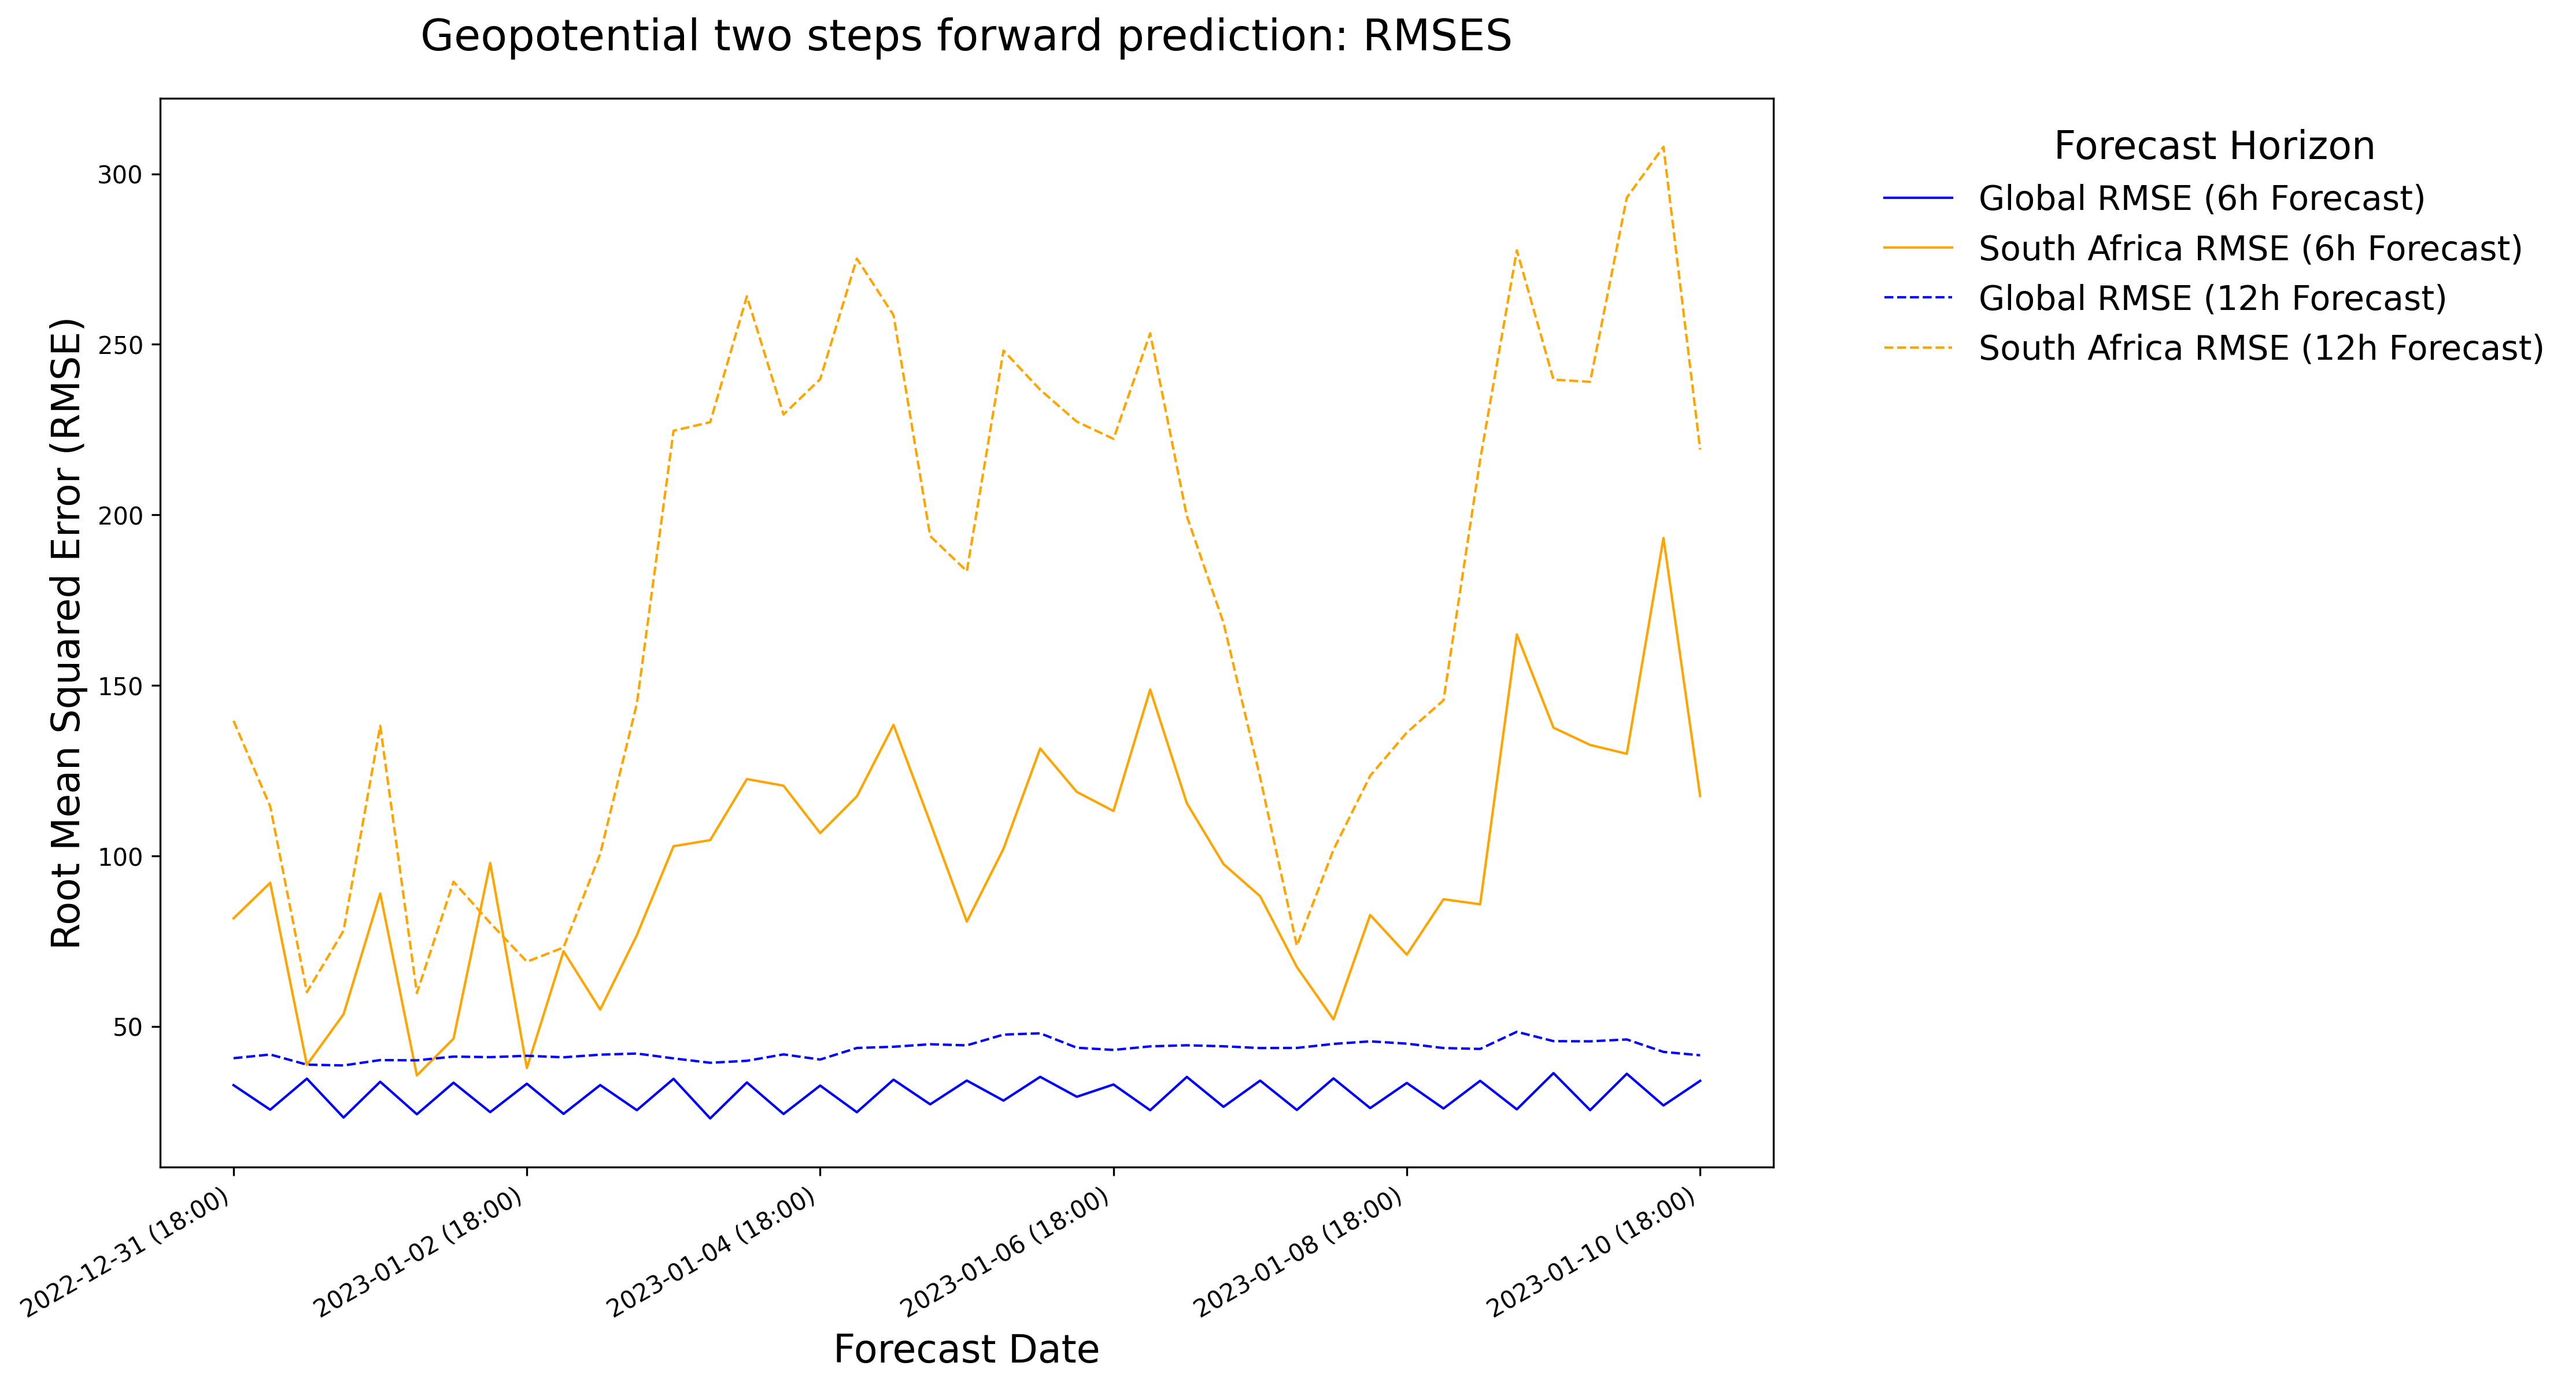 Geopotential two steps forward prediction: RMSES
Root Mean Squared Error (RMSE)
300
250
200
150
100
50
2022-12-31 (18:00)
2023-01-02 (18:00)
2023-01-04 (18:00)
2023-01-06 (18:00)
2023-01-08 (18:00)
2023-01-10 (18:00)
Forecast Date
Forecast Horizon
Global RMSE (6h Forecast)
South Africa RMSE (6h Forecast)
Global RMSE (12h Forecast)
South Africa RMSE (12h Forecast)